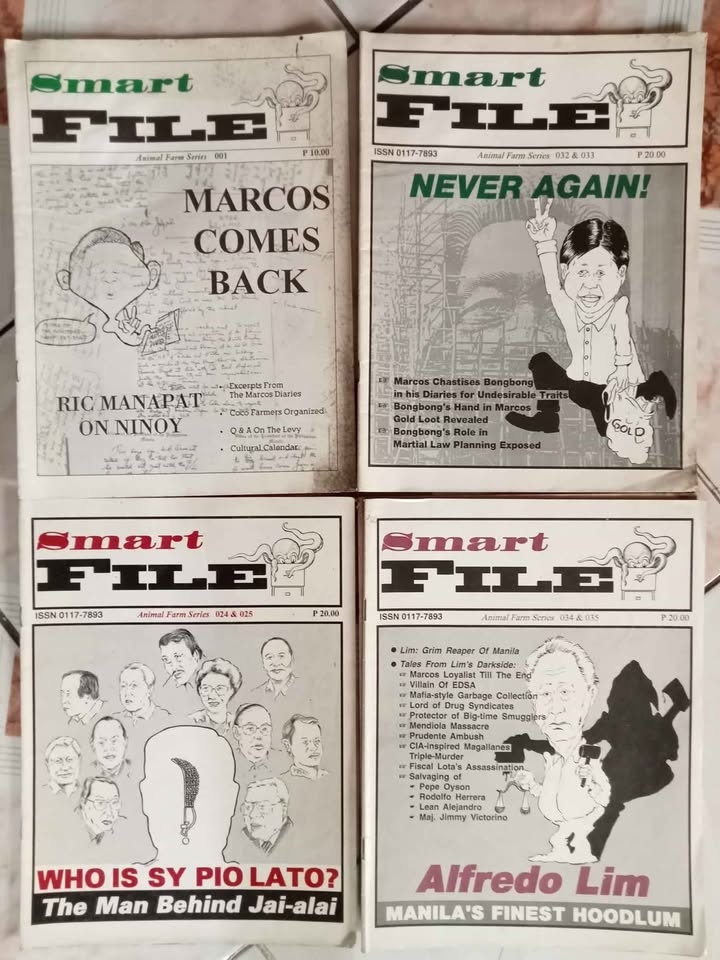 Smart
FILE
Animal Farm Series 001 P 10.00
MARCOS
COMES
BACK
RIC MANAPAT
ON NINOY
Excerpts From
The Marcos Diaries
Coco Farmers Organized
Q & A On The Levy
Cultural Calendar
Smart
FILE
ISSN 0117-7893 Animal Farm Series 032 & 033 P 20.00
NEVER AGAIN!
Marcos Chastises Bongbong
in his Diaries for Undesirable Traits
Bongbong's Hand in Marcos
Gold Loot Revealed
Bongbong's Role in
Martial Law Planning Exposed
GOLD
Smart
FILE
ISSN 0117-7893 Animal Farm Series 024 & 025 P 20.00
WHO IS SY PIO LATO?
The Man Behind Jai-alai
Smart
FILE
ISSN 0117-7893 Animal Farm Series 034 & 035 P 20.00
Lim: Grim Reaper Of Manila
Tales From Lim's Darkside:
Marcos Loyalist Till The End
Villain Of EDSA
Mafia-style Garbage Collection
Lord of Drug Syndicates
Protector of Big-time Smugglers
Mendiola Massacre
Prudente Ambush
CIA-inspired Magallanes
Triple-Murder
Fiscal Lota's Assassination
Salvaging of
Pepe Oyson
Rodolfo Herrera
Lean Alejandro
Maj. Jimmy Victorino
Alfredo Lim
MANILA'S FINEST HOODLUM